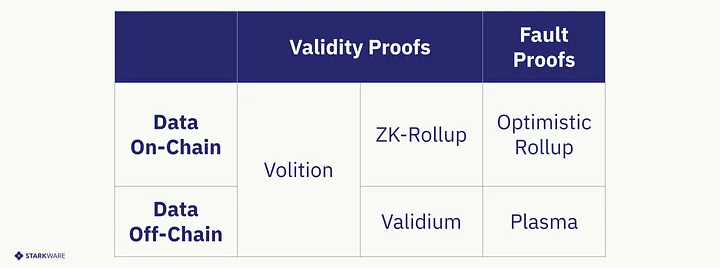 Validity Proofs
Fault
Proofs
Data
On-Chain
Volition
ZK-Rollup
Optimistic
Rollup
Data
Off-Chain
Validium
Plasma
STARKWARE